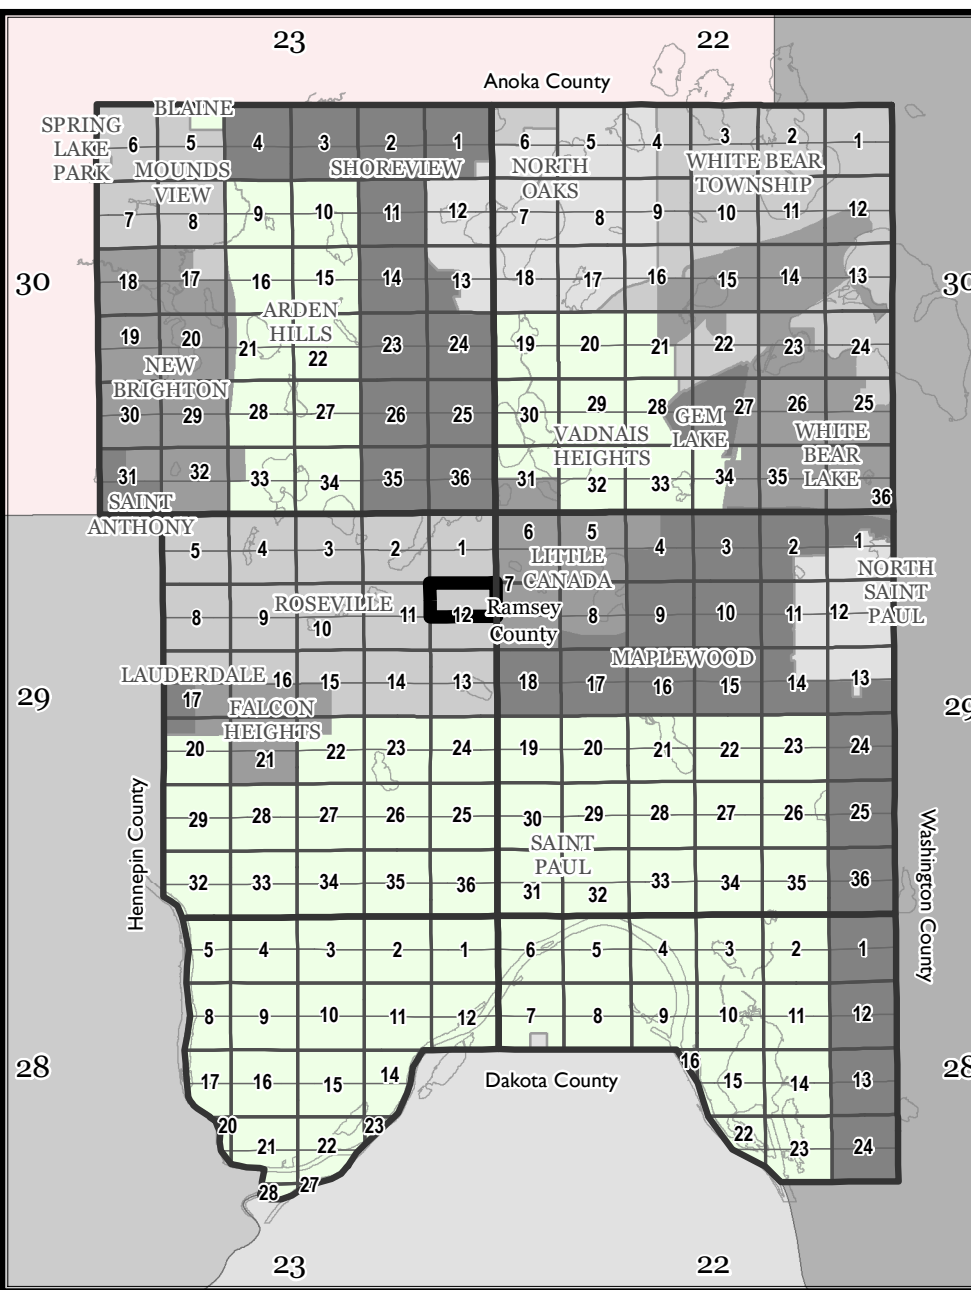 23 22
Anoka County
BLAINE
SPRING
LAKE
PARK
6 5 4 3 2 1 6 5 4 3 2 1
MOUNDS
VIEW
SHOREVIEW
NORTH
OAKS
WHITE BEAR
TOWNSHIP
7 8 9 10 11 12 7 8 9 10 11 12
30 18 17 16 15 14 13 18 17 16 15 14 13 30
ARDEN
HILLS
19 20 21 22 23 24 19 20 21 22 23 24
NEW
BRIGHTON
30 29 28 27 26 25 30 29 28 27 26 25
GEM
LAKE
VADNAIS
HEIGHTS
WHITE
BEAR
LAKE
31 32 33 34 35 36 31 32 33 34 35 36
SAINT
ANTHONY
5 4 3 2 1 6 5 4 3 2 1
LITTLE
CANADA
NORTH
SAINT
PAUL
8 9 10 11 12 7 8 9 10 11 12
ROSEVILLE
Ramsey
County
MAPLEWOOD
LAUDERDALE
29 17 16 15 14 13 18 17 16 15 14 13 29
FALCON
HEIGHTS
20 21 22 23 24 19 20 21 22 23 24
Hennepin County
29 28 27 26 25 30 29 28 27 26 25
Washington County
SAINT
PAUL
32 33 34 35 36 31 32 33 34 35 36
5 4 3 2 1 6 5 4 3 2 1
8 9 10 11 12 7 8 9 10 11 12
28 17 16 15 14 16 15 14 13 28
Dakota County
20 21 22 23 22 23 24
28 27
23 22